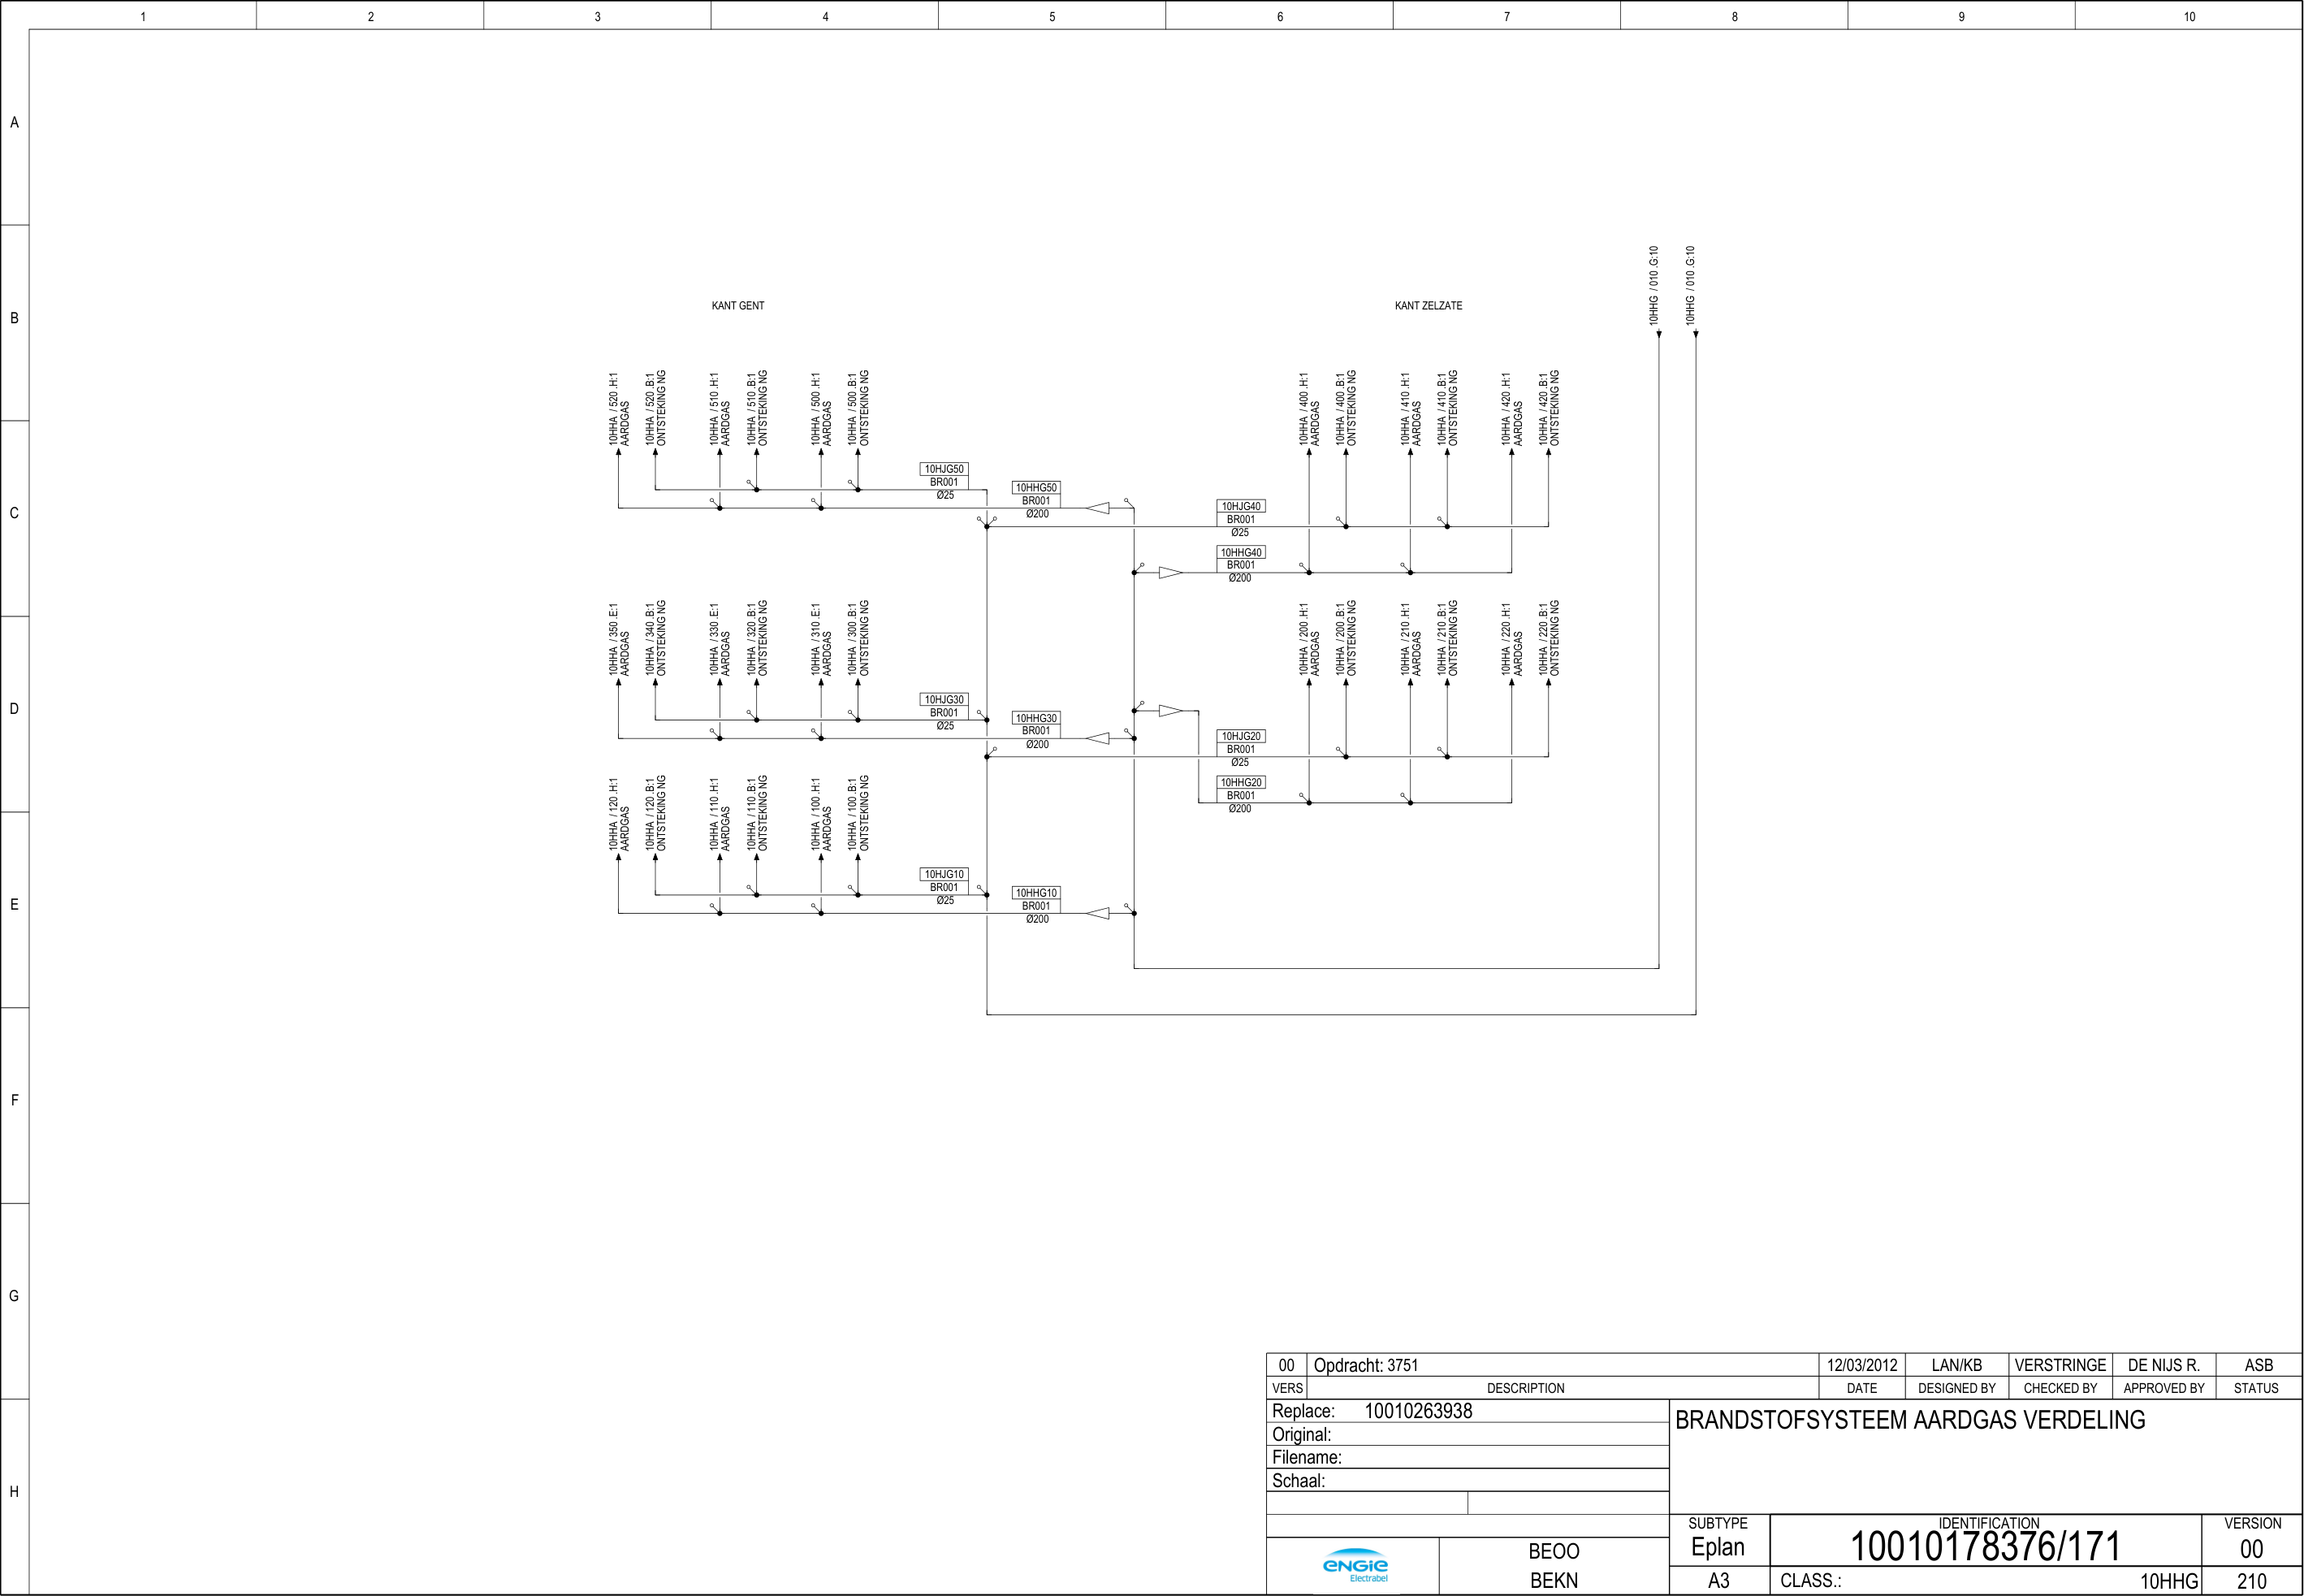 1 2 3 4 5 6 7 8 9 10
A
B
C
D
E
F
G
H
KANT GENT
KANT ZELZATE
10HHG / 010 .G:10
10HHG / 010 .G:10
10HHA / 520 .H:1
AARDGAS
10HHA / 520 .B:1
ONTSTEKING NG
10HHA / 510 .H:1
AARDGAS
10HHA / 510 .B:1
ONTSTEKING NG
10HHA / 500 .H:1
AARDGAS
10HHA / 500 .B:1
ONTSTEKING NG
10HHA / 400 .H:1
AARDGAS
10HHA / 400 .B:1
ONTSTEKING NG
10HHA / 410 .H:1
AARDGAS
10HHA / 410 .B:1
ONTSTEKING NG
10HHA / 420 .H:1
AARDGAS
10HHA / 420 .B:1
ONTSTEKING NG
10HJG50
BR001
Ø25
10HHG50
BR001
Ø200
10HJG40
BR001
Ø25
10HHG40
BR001
Ø200
10HHA / 350 .E:1
AARDGAS
10HHA / 340 .B:1
ONTSTEKING NG
10HHA / 330 .E:1
AARDGAS
10HHA / 320 .B:1
ONTSTEKING NG
10HHA / 310 .E:1
AARDGAS
10HHA / 300 .B:1
ONTSTEKING NG
10HHA / 200 .H:1
AARDGAS
10HHA / 200 .B:1
ONTSTEKING NG
10HHA / 210 .H:1
AARDGAS
10HHA / 210 .B:1
ONTSTEKING NG
10HHA / 220 .H:1
AARDGAS
10HHA / 220 .B:1
ONTSTEKING NG
10HJG30
BR001
Ø25
10HHG30
BR001
Ø200
10HJG20
BR001
Ø25
10HHG20
BR001
Ø200
10HHA / 120 .H:1
AARDGAS
10HHA / 120 .B:1
ONTSTEKING NG
10HHA / 110 .H:1
AARDGAS
10HHA / 110 .B:1
ONTSTEKING NG
10HHA / 100 .H:1
AARDGAS
10HHA / 100 .B:1
ONTSTEKING NG
10HJG10
BR001
Ø25
10HHG10
BR001
Ø200
00 Opdracht: 3751 12/03/2012 LAN/KB VERSTRINGE DE NIJS R. ASB
VERS DESCRIPTION DATE DESIGNED BY CHECKED BY APPROVED BY STATUS
Replace: 10010263938
Original:
Filename:
Schaal:
BRANDSTOFSYSTEEM AARDGAS VERDELING
ENGIE
Electrabel
BEOO
BEKN
SUBTYPE
Eplan
A3
IDENTIFICATION
10010178376/171
CLASS.: 10HHG
VERSION
00
210